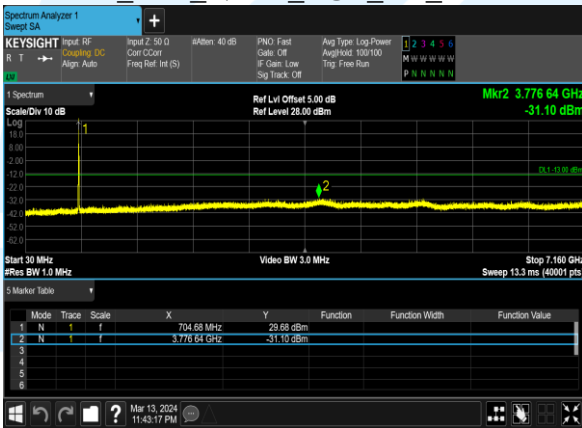 Spectrum Analyzer 1
Swept SA
KEYSIGHT Input: RF Input Z: 50 Ω #Atten: 40 dB PNO: Fast Avg Type: Log-Power 1 2 3 4 5 6
R T Coupling: DC Corr CCorr Gate: Off Avg|Hold: 100/100 M W W W W W
Align: Auto Freq Ref: Int (S) IF Gain: Low Trig: Free Run
LV Sig Track: Off P N N N N N
1 Spectrum Ref Lvl Offset 5.00 dB Mkr2 3.776 64 GHz
Scale/Div 10 dB Ref Level 28.00 dBm -31.10 dBm
Log
1
18.0
8.00
-2.00
DL1 -13.00 dBm
-12.0
2
-22.0
-32.0
-42.0
-52.0
-62.0
Start 30 MHz Video BW 3.0 MHz Stop 7.160 GHz
#Res BW 1.0 MHz Sweep 13.3 ms (40001 pts
5 Marker Table
Mode Trace Scale X Y Function Function Width Function Value
1 N 1 f 704.68 MHz 29.68 dBm
2 N 1 f 3.776 64 GHz -31.10 dBm
3
4
5
6
? Mar 13, 2024
11:43:17 PM